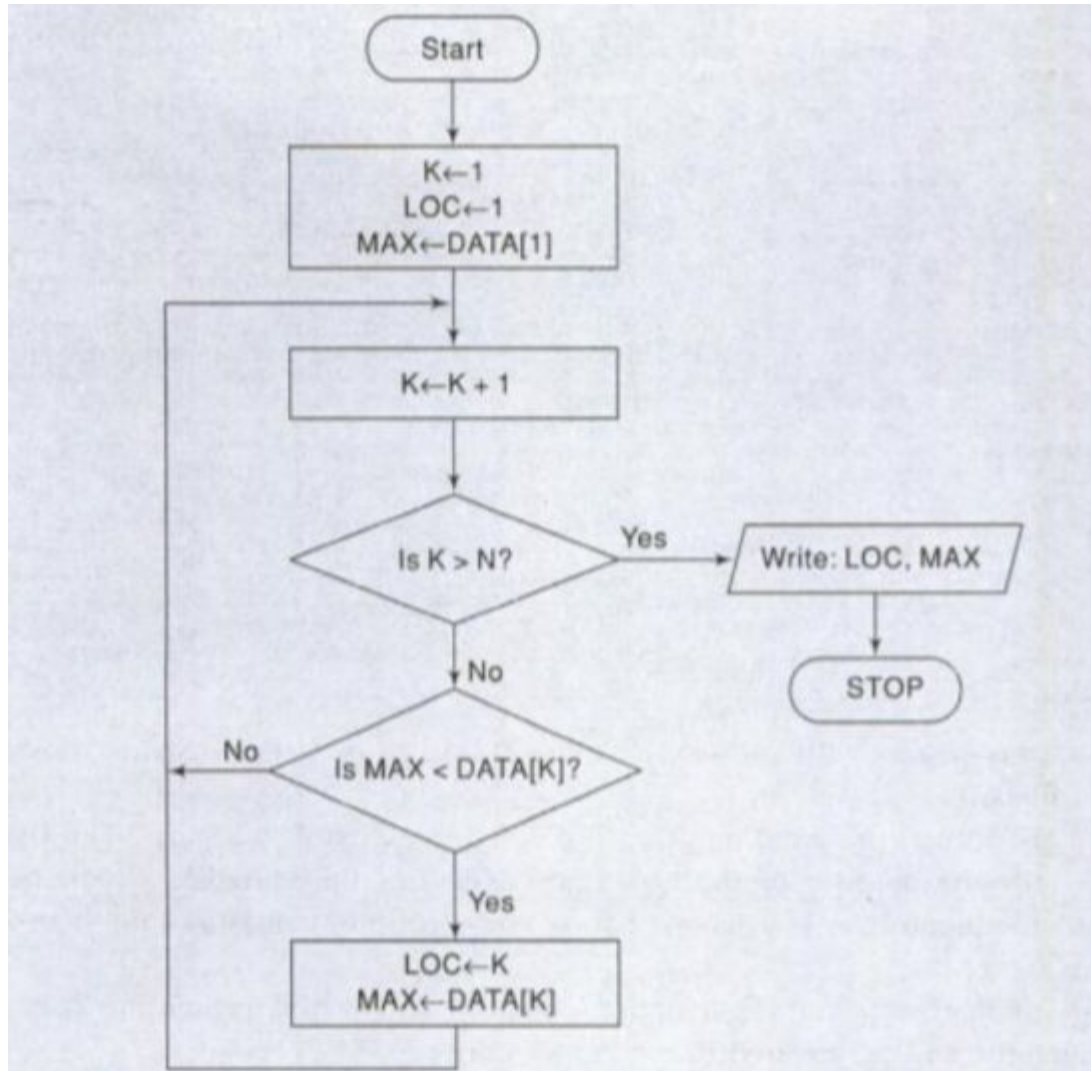 Start
K←1
LOC←1
MAX←DATA[1]
K←K + 1
Is K > N?
Yes
Write: LOC, MAX
STOP
No
Is MAX < DATA[K]?
No
Yes
LOC←K
MAX←DATA[K]